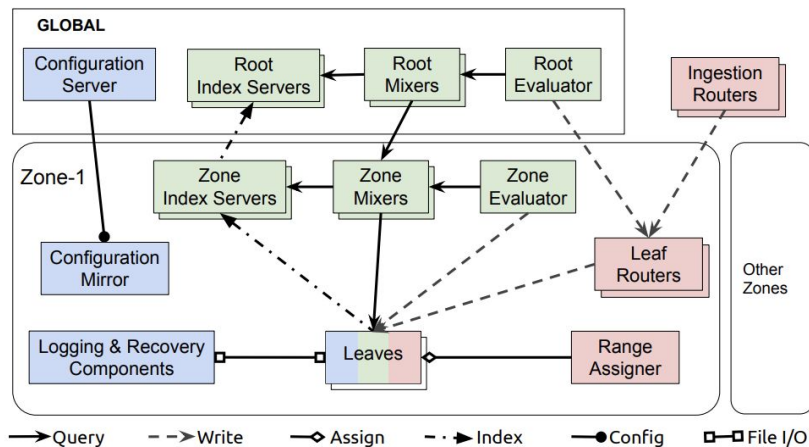 GLOBAL
Configuration
Server
Root
Index Servers
Root
Mixers
Root
Evaluator
Ingestion
Routers
Zone-1
Zone
Index Servers
Zone
Mixers
Zone
Evaluator
Configuration
Mirror
Leaf
Routers
Other
Zones
Logging & Recovery
Components
Leaves
Range
Assigner
Query
Write
Assign
Index
Config
File I/O